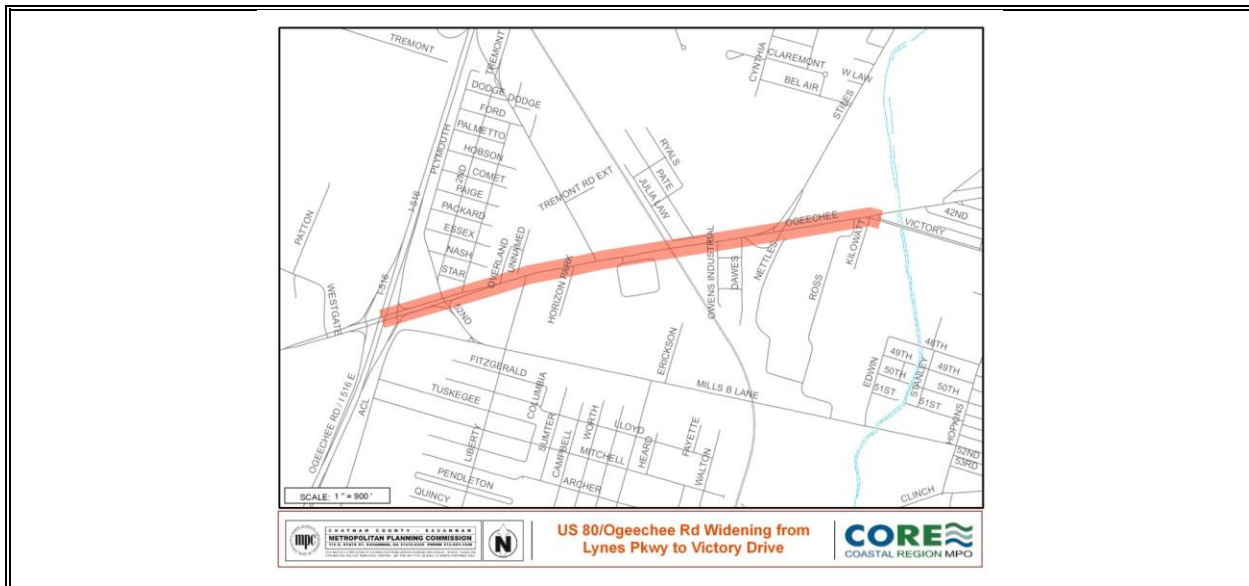 TREMONT
TREMONT
CYNTHIA
CLAREMONT
W LAW
BEL AIR
STILES
DODGE
DODGE
FORD
PALMETTO
PLYMOUTH
HOBSON
2ND
COMET
I-516
PAIGE
PACKARD
ESSEX
NASH
STAR
RYALS
PATE
JULIA LAW
TREMONT RD EXT
PATTON
WESTGATE
I-516
OVERLAND
UNNAMED
HORIZON PARK
52ND
OGEECHEE
VICTORY
42ND
KILOWATT
NETTLES
ROSS
OWENS INDUSTRIAL
DAWES
FITZGERALD
TUSKEGEE
COLUMBIA
ERICKSON
MILLS B LANE
EDWIN
STANLEY
48TH
49TH
49TH
50TH
50TH
51ST
51ST
HOPKINS
52ND
53RD
CLINCH
OGEECHEE RD / I 516 E
ACL
LIBERTY
SUMTER
CAMPBELL
WORTH
LLOYD
MITCHELL
HEARD
FAYETTE
WALTON
ARCHER
PENDLETON
QUINCY
SCALE: 1 " = 900 '
mpc
CHATHAM COUNTY - SAVANNAH
METROPOLITAN PLANNING COMMISSION
N
US 80/Ogeechee Rd Widening from
Lynes Pkwy to Victory Drive
CORE
COASTAL REGION MPO